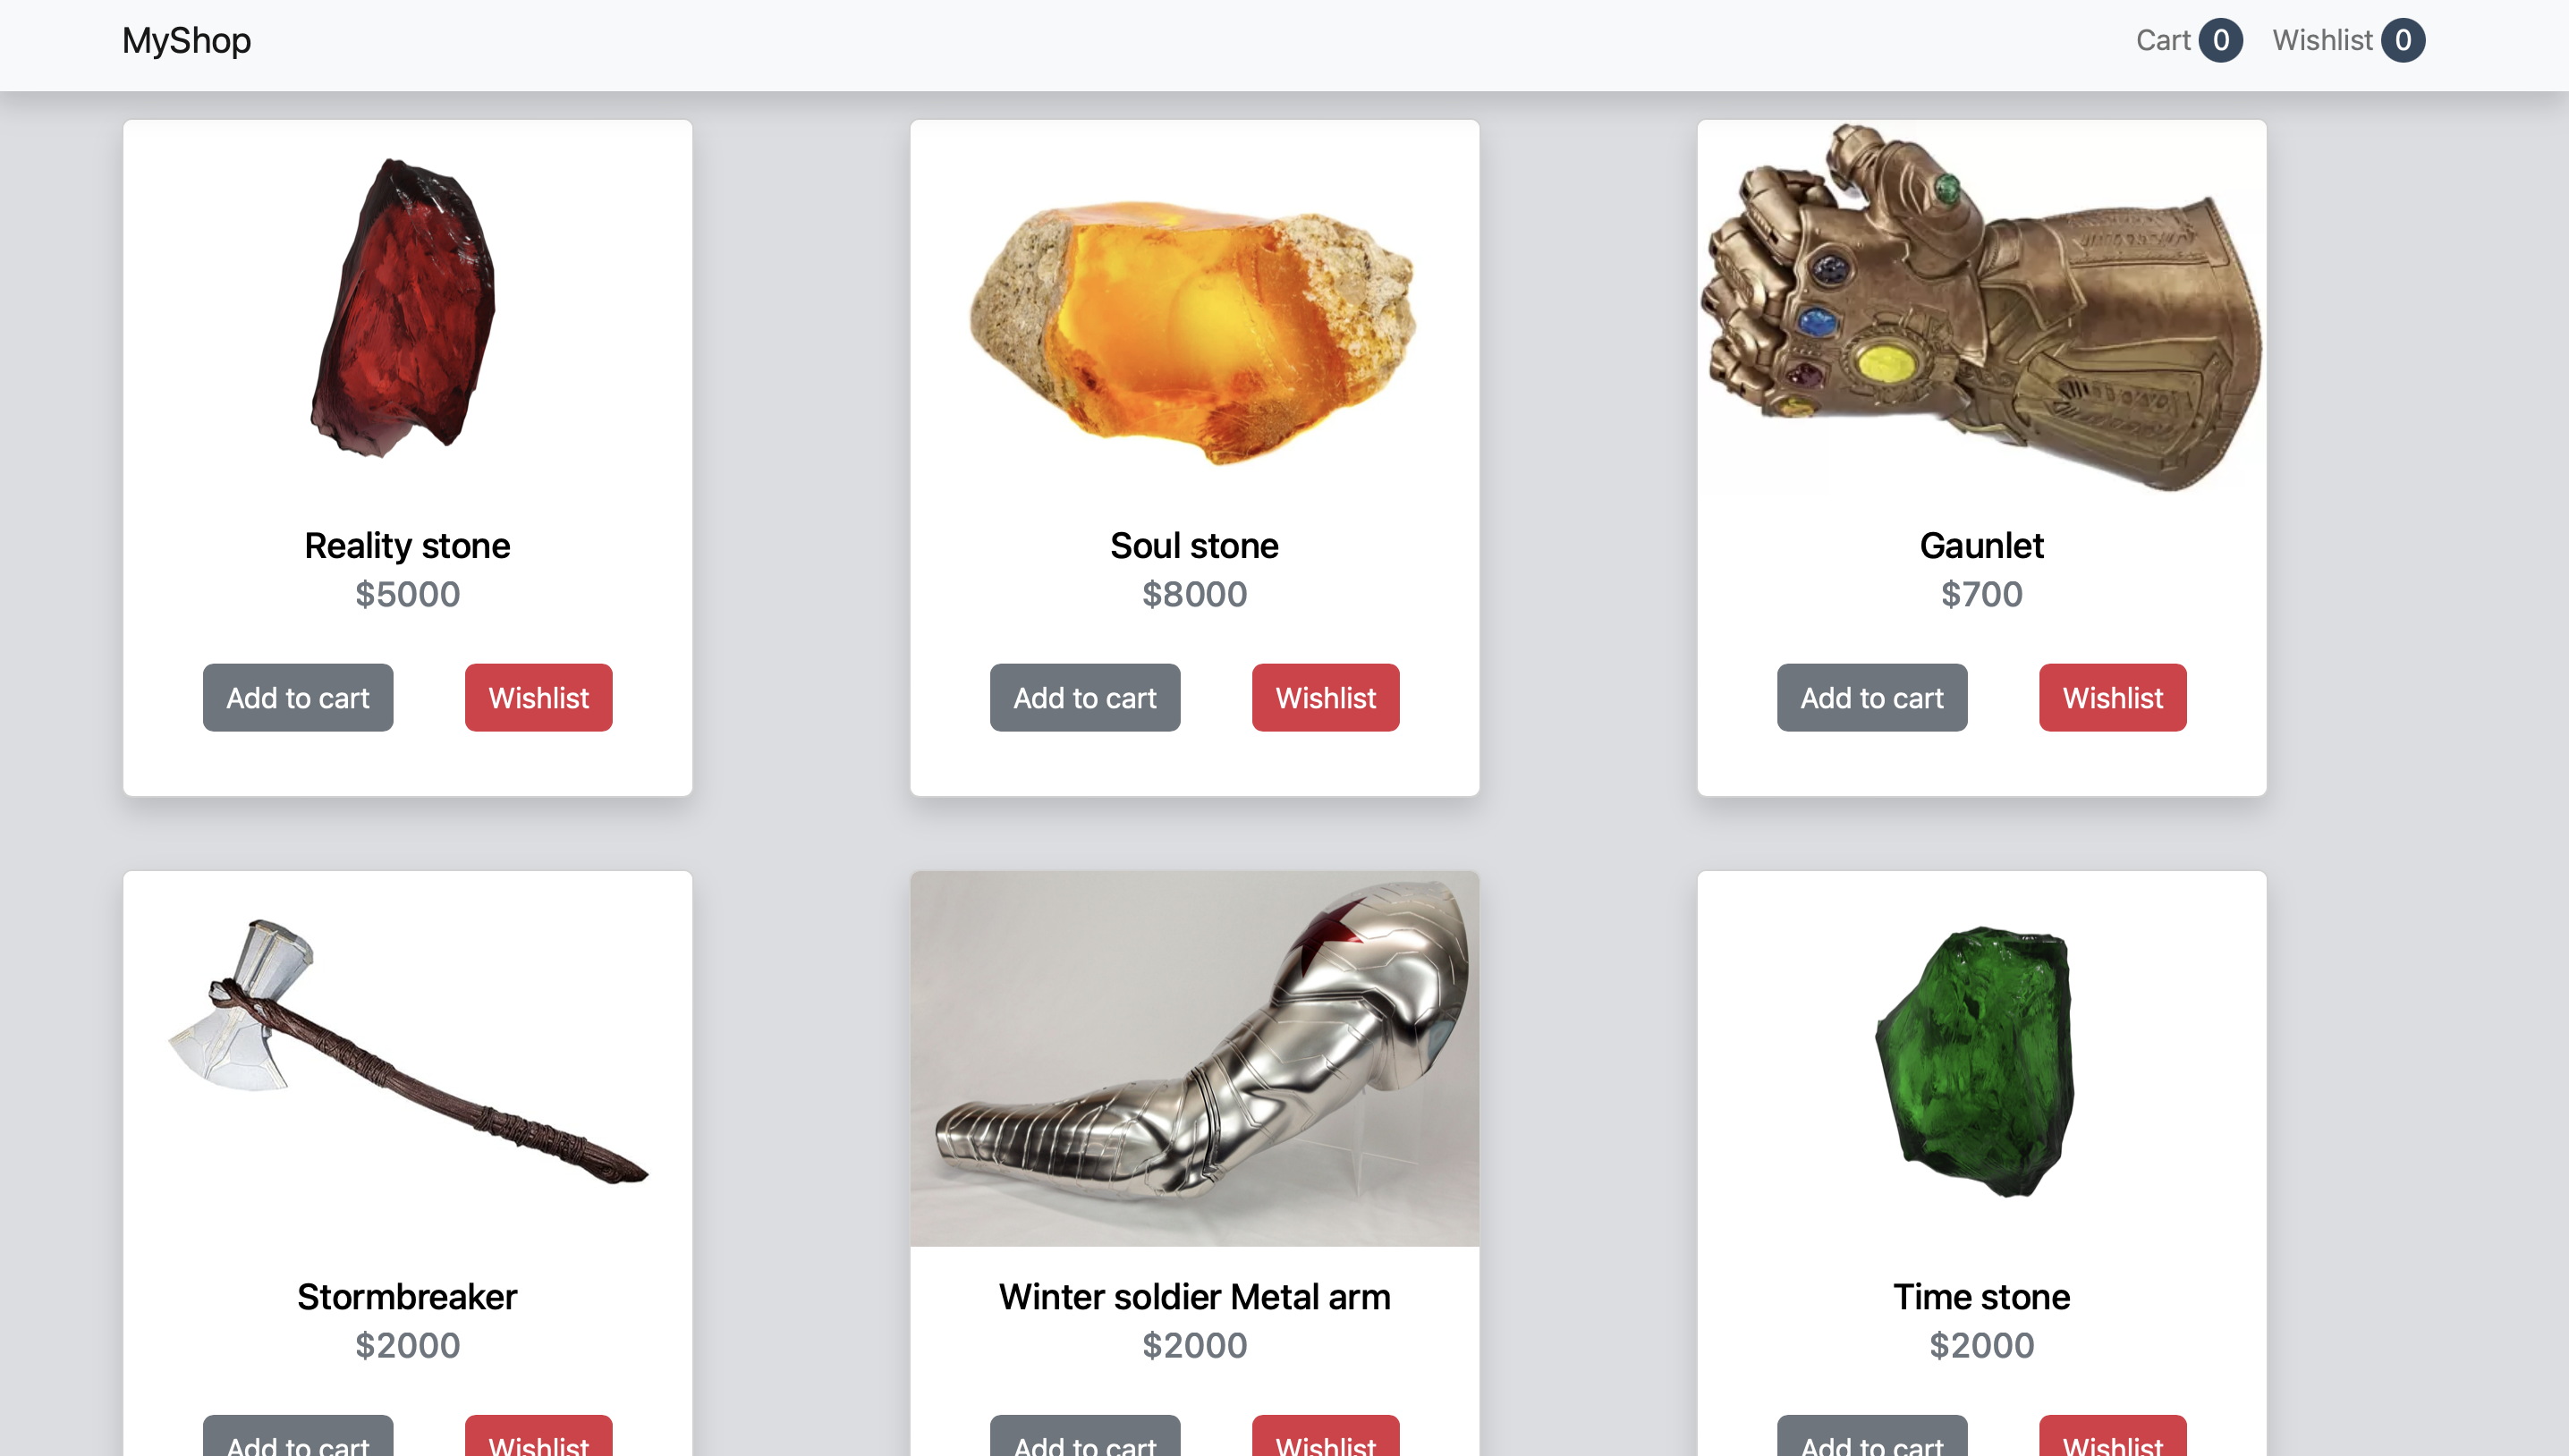 MyShop
Cart 0 Wishlist 0
Reality stone
$5000
Add to cart Wishlist
Soul stone
$8000
Add to cart Wishlist
Gaunlet
$700
Add to cart Wishlist
Stormbreaker
$2000
Add to cart Wishlist
Winter soldier Metal arm
$2000
Add to cart Wishlist
Time stone
$2000
Add to cart Wishlist